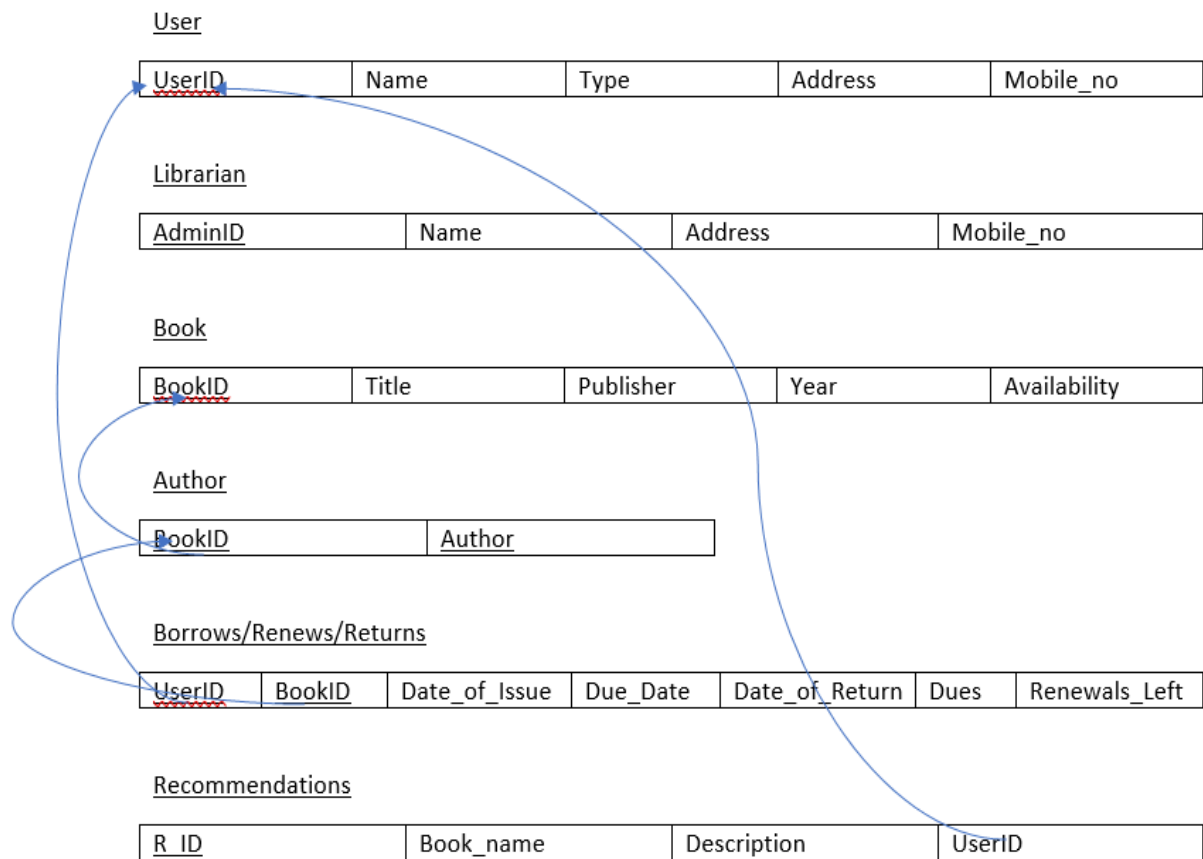 User
UserID Name Type Address Mobile_no
Librarian
AdminID Name Address Mobile_no
Book
BookID Title Publisher Year Availability
Author
BookID Author
Borrows/Renews/Returns
UserID BookID Date_of_Issue Due_Date Date_of_Return Dues Renewals_Left
Recommendations
R_ID Book_name Description UserID